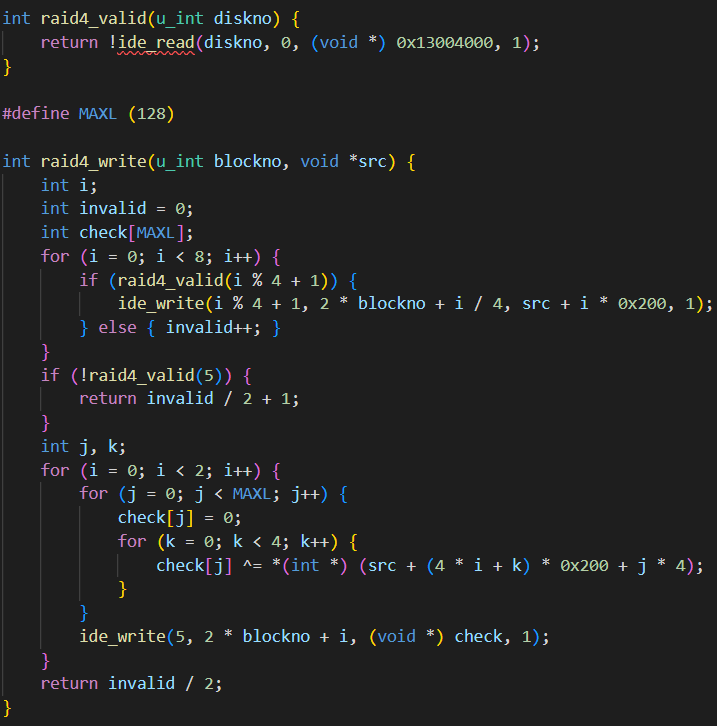 int raid4_valid(u_int diskno) {
    return !ide_read(diskno, 0, (void *) 0x13004000, 1);
}

#define MAXL (128)

int raid4_write(u_int blockno, void *src) {
    int i;
    int invalid = 0;
    int check[MAXL];
    for (i = 0; i < 8; i++) {
        if (raid4_valid(i % 4 + 1)) {
            ide_write(i % 4 + 1, 2 * blockno + i / 4, src + i * 0x200, 1);
        } else { invalid++; }
    }
    if (!raid4_valid(5)) {
        return invalid / 2 + 1;
    }
    int j, k;
    for (i = 0; i < 2; i++) {
        for (j = 0; j < MAXL; j++) {
            check[j] = 0;
            for (k = 0; k < 4; k++) {
                check[j] ^= *(int *) (src + (4 * i + k) * 0x200 + j * 4);
            }
        }
        ide_write(5, 2 * blockno + i, (void *) check, 1);
    }
    return invalid / 2;
}